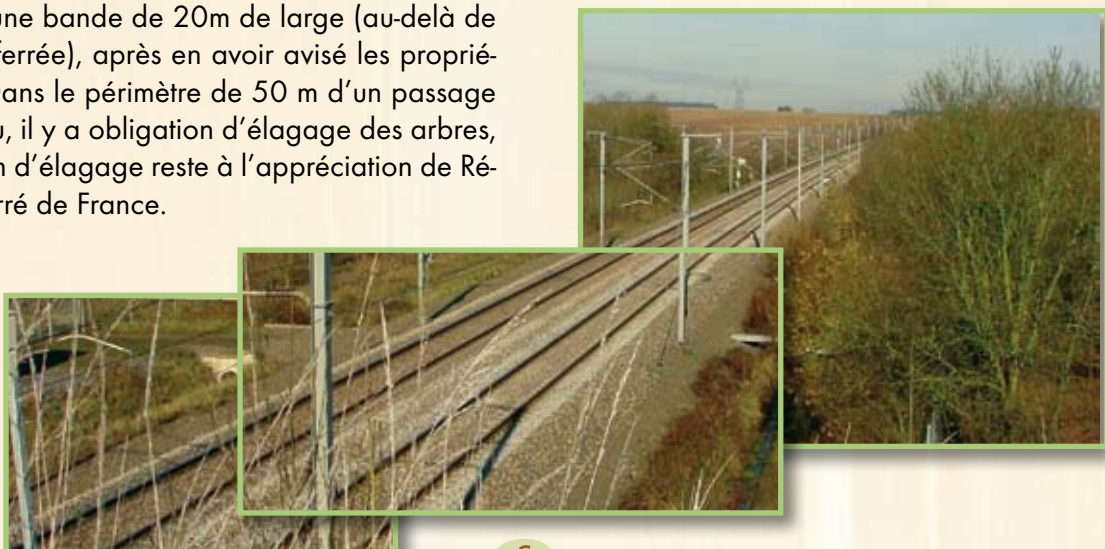 une bande de 20m de large (au-delà de
ferrée), après en avoir avisé les proprié-
ans le périmètre de 50 m d'un passage
, il y a obligation d'élagage des arbres,
d'élagage reste à l'appréciation de Ré-
rré de France.